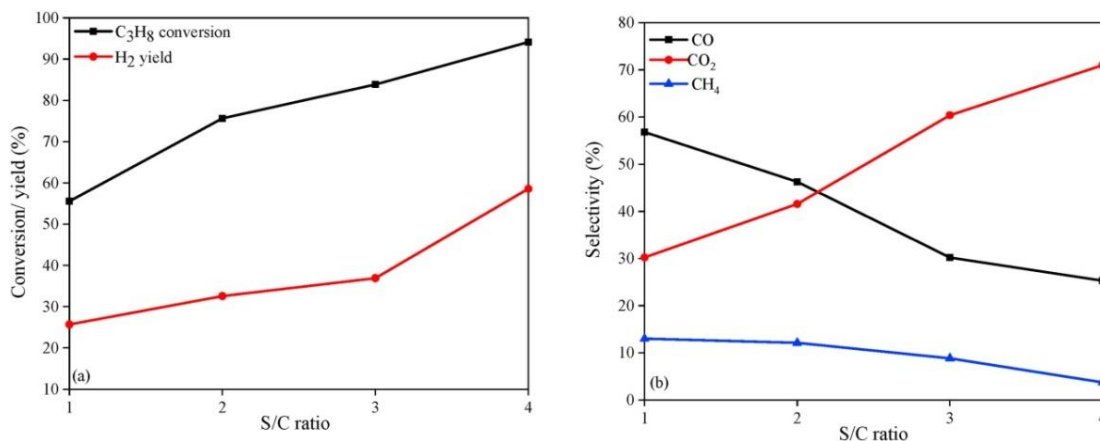 100
90
80
70
60
50
40
30
20
10
Conversion/ yield (%)
C₃H₈ conversion
H₂ yield
(a)
1 2 3 4
S/C ratio
80
70
60
50
40
30
20
10
0
Selectivity (%)
CO
CO₂
CH₄
(b)
1 2 3 4
S/C ratio